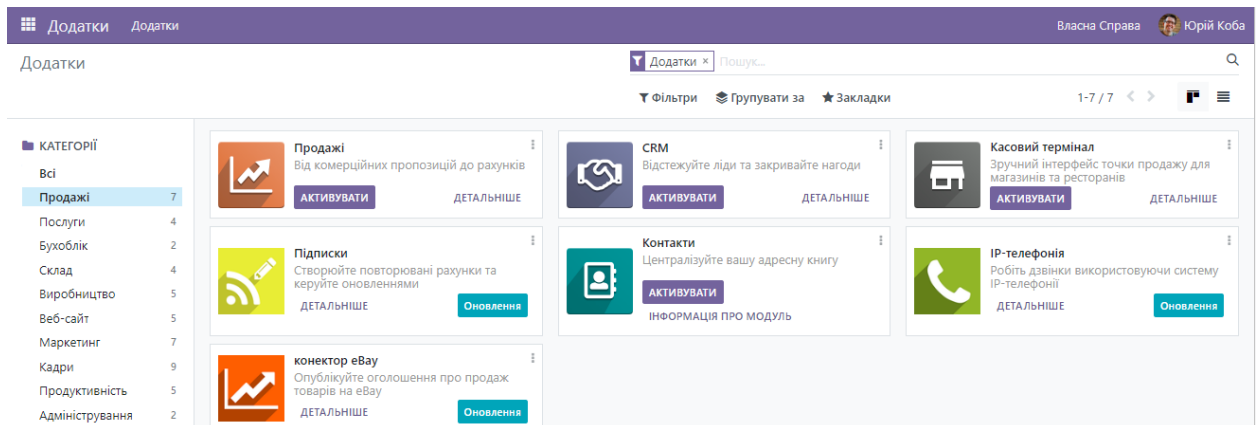 Додатки Додатки Власна Справа Юрій Коба
Додатки
Додатки × Пошук...
Фільтри Групувати за Закладки 1-7 / 7
КАТЕГОРІЇ
Всі
Продажі 7
Послуги 4
Бухоблік 2
Склад 4
Виробництво 5
Веб-сайт 5
Маркетинг 7
Кадри 9
Продуктивність 5
Адміністрування 2
Продажі
Від комерційних пропозицій до рахунків
АКТИВУВАТИ ДЕТАЛЬНІШЕ
CRM
Відстежуйте ліди та закривайте нагоди
АКТИВУВАТИ ДЕТАЛЬНІШЕ
Касовий термінал
Зручний інтерфейс точки продажу для
магазинів та ресторанів
АКТИВУВАТИ ДЕТАЛЬНІШЕ
Підписки
Створюйте повторювані рахунки та
керуйте оновленнями
ДЕТАЛЬНІШЕ Оновлення
Контакти
Централізуйте вашу адресну книгу
АКТИВУВАТИ
ІНФОРМАЦІЯ ПРО МОДУЛЬ
IP-телефонія
Робіть дзвінки використовуючи систему
IP-телефонії
ДЕТАЛЬНІШЕ Оновлення
конектор eBay
Опублікуйте оголошення про продаж
товарів на eBay
ДЕТАЛЬНІШЕ Оновлення